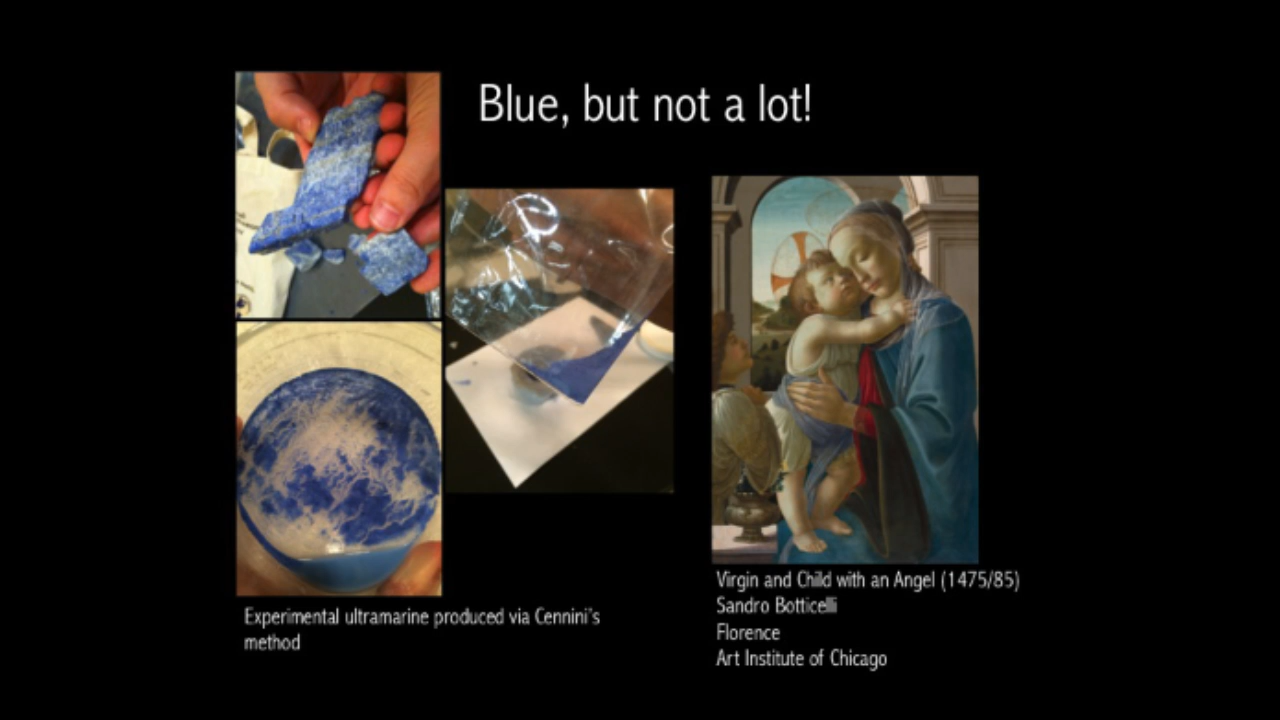 Blue, but not a lot!
Experimental ultramarine produced via Cennini's
method
Virgin and Child with an Angel (1475/85)
Sandro Botticelli
Florence
Art Institute of Chicago